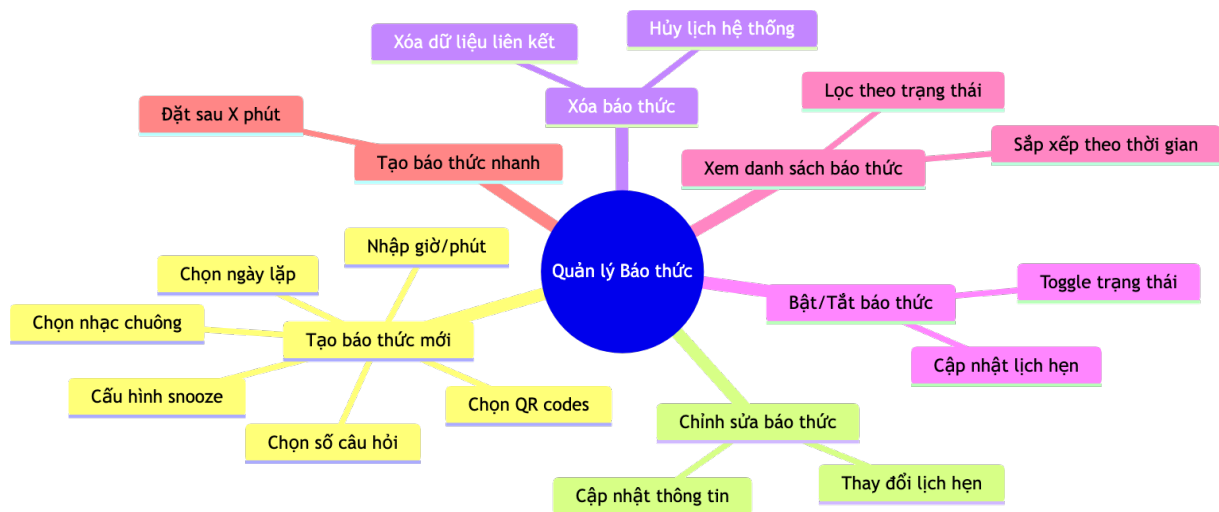 Hủy lịch hệ thống
Xóa dữ liệu liên kết
Xóa báo thức
Lọc theo trạng thái
Đặt sau X phút
Sắp xếp theo thời gian
Tạo báo thức nhanh
Xem danh sách báo thức
Nhập giờ/phút
Quản lý Báo thức
Chọn ngày lặp
Toggle trạng thái
Bật/Tắt báo thức
Chọn nhạc chuông
Tạo báo thức mới
Cập nhật lịch hẹn
Cấu hình snooze
Chọn QR codes
Chỉnh sửa báo thức
Chọn số câu hỏi
Thay đổi lịch hẹn
Cập nhật thông tin